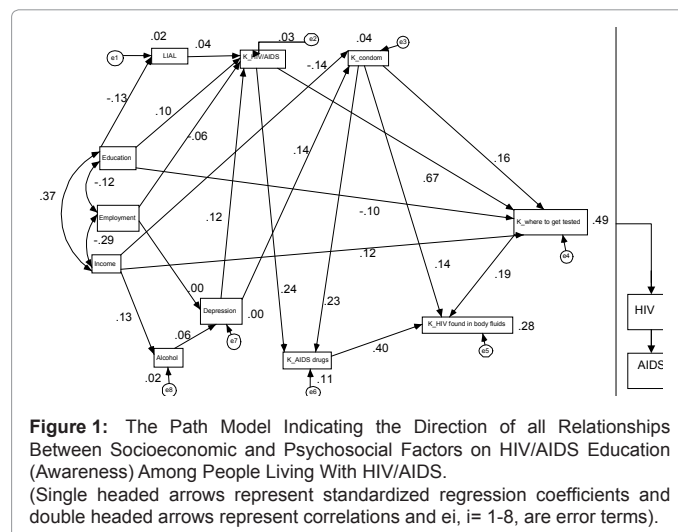 .02
.04
.03
e2
.04
e3
e1
LIAL
K_HIV/AIDS
K_condom
-.14
-.13
.10
-.06
.14
.16
Education
.67
.37
-.12
.12
-.10
K_where to get tested
.49
Employment
-.29
.12
e4
Income
.00
.14
.19
HIV
.13
.24
.23
Depression
.00
.06
K_HIV found in body fluids
.28
e7
Alcohol
K_AIDS drugs
.40
e5
AIDS
.02
.11
e8
e6
Figure 1: The Path Model Indicating the Direction of all Relationships
Between Socioeconomic and Psychosocial Factors on HIV/AIDS Education
(Awareness) Among People Living With HIV/AIDS.
(Single headed arrows represent standardized regression coefficients and
double headed arrows represent correlations and ei, i= 1-8, are error terms).